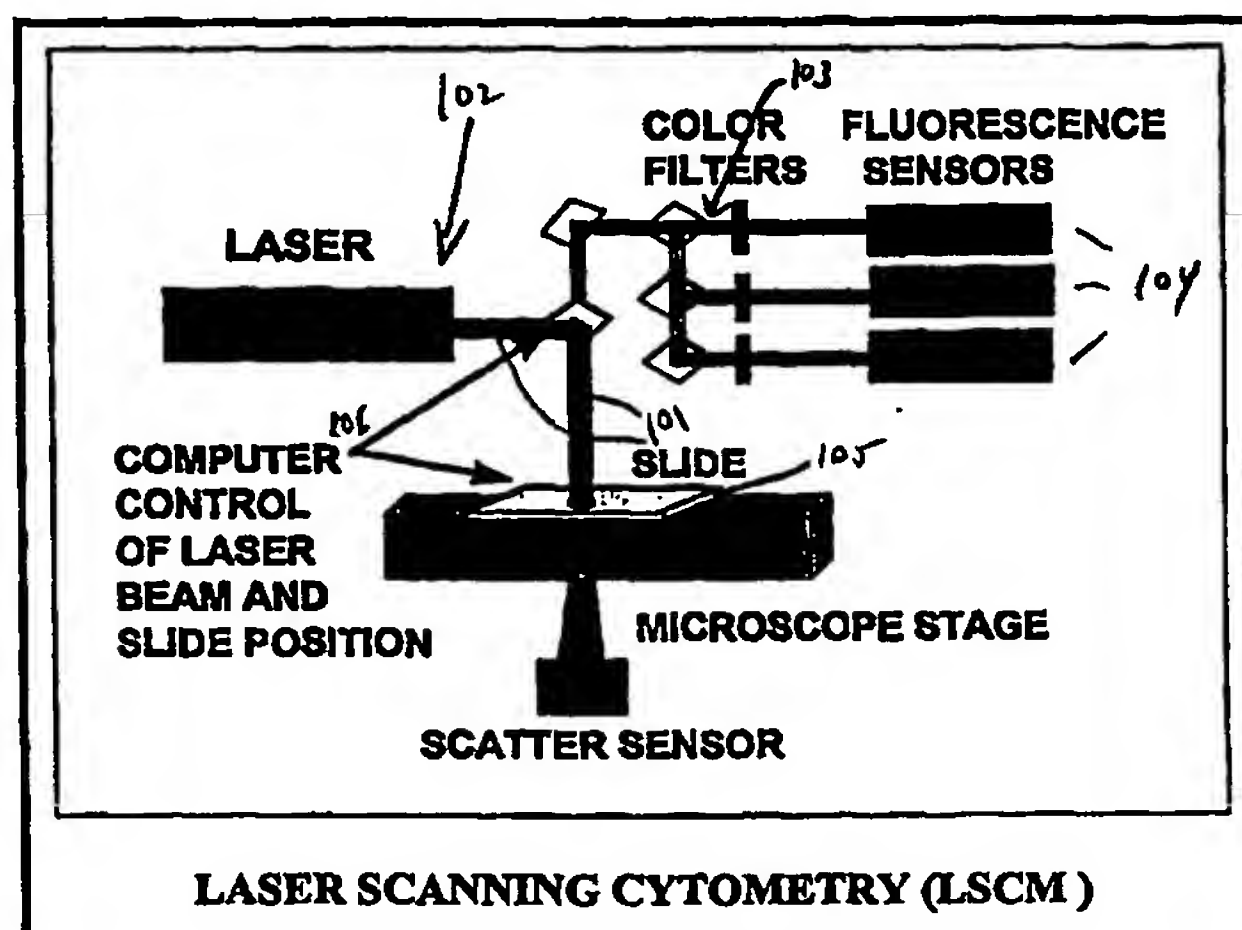 102
103
COLOR FLUORESCENCE
FILTERS SENSORS
LASER
104
106
101
COMPUTER
SLIDE
105
CONTROL
OF LASER
BEAM AND
SLIDE POSITION
MICROSCOPE STAGE
SCATTER SENSOR
LASER SCANNING CYTOMETRY (LSCM )